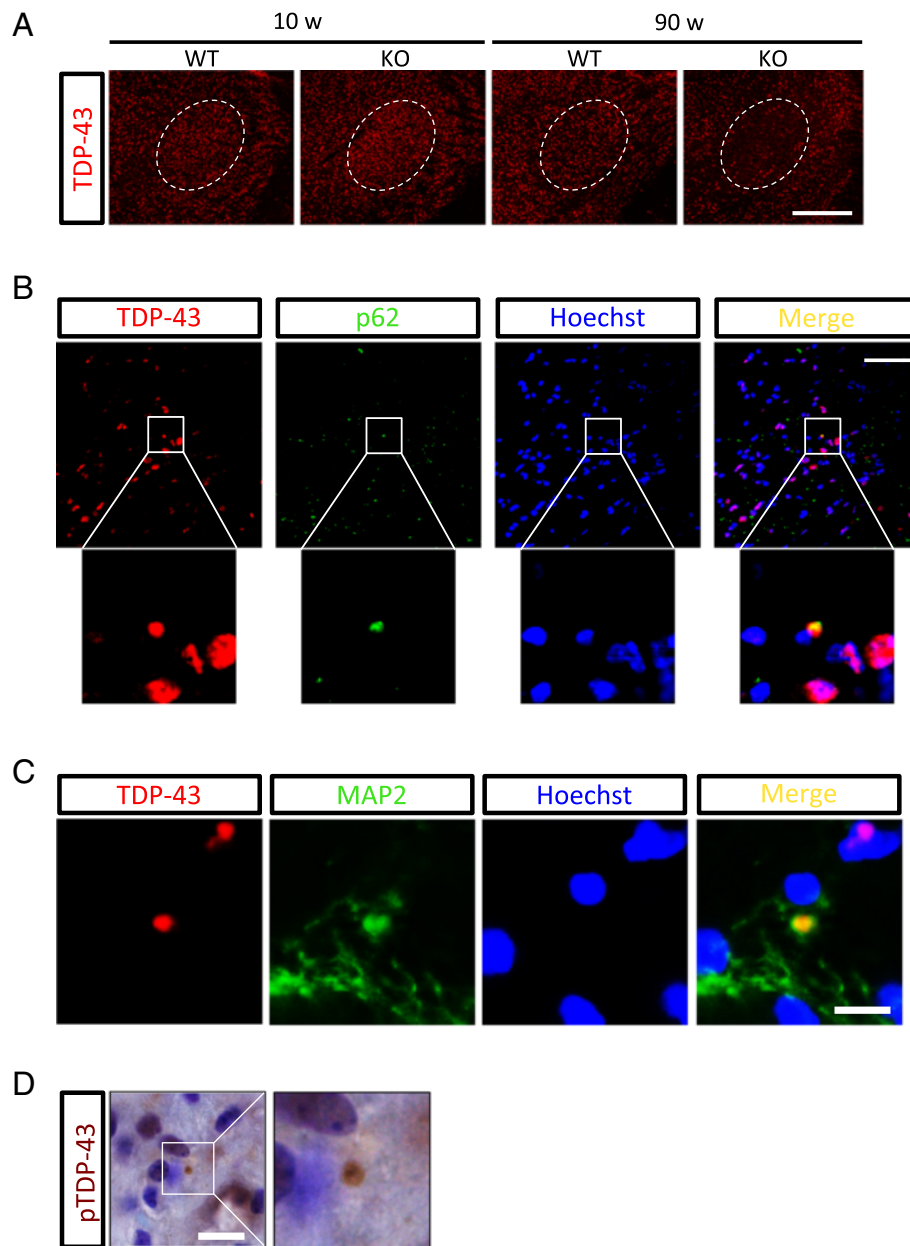 A
10 w
90 w
WT
KO
WT
KO
TDP-43
B
TDP-43
p62
Hoechst
Merge
C
TDP-43
MAP2
Hoechst
Merge
D
pTDP-43